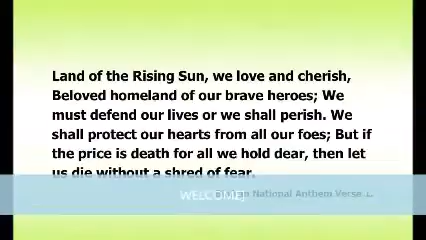 Land of the Rising Sun, we love and cherish,
Beloved homeland of our brave heroes; We
must defend our lives or we shall perish. We
shall protect our hearts from all our foes; But if
the price is death for all we hold dear, then let
us die without a shred of fear.
WELCOME!
National Anthem Verse